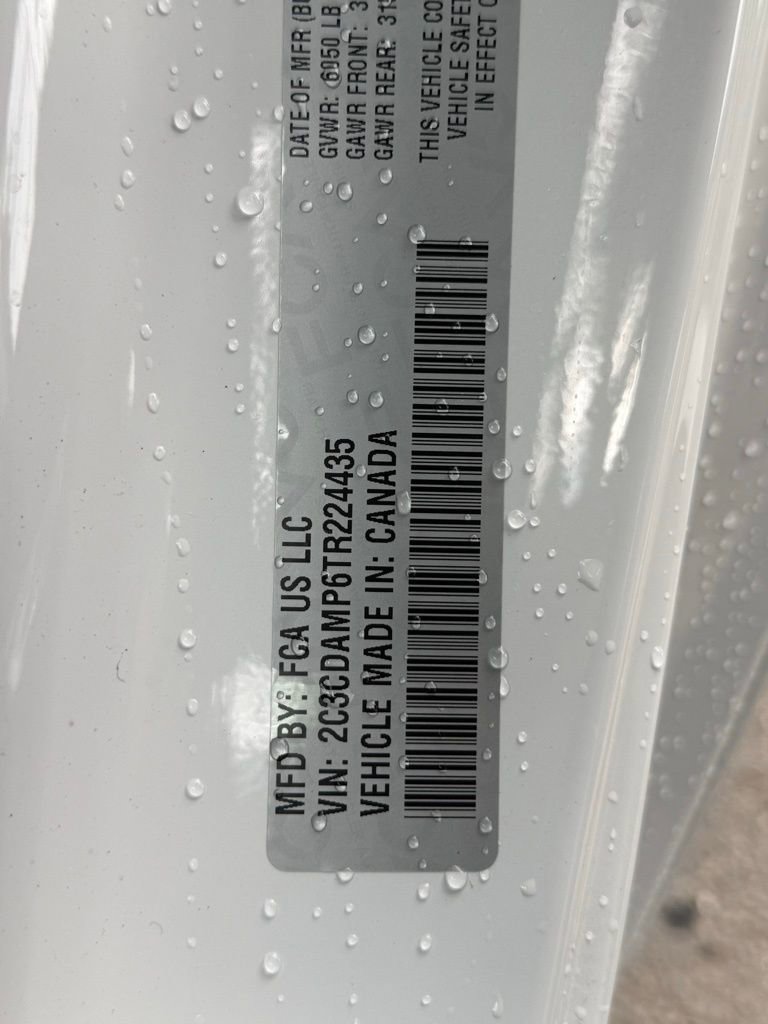 MFD BY: FCA US LLC
VIN: 2C3CDAMP6TR224435
VEHICLE MADE IN: CANADA
DATE OF MFR
GVWR: 6050 LB
GAWR FRONT:
GAWR REAR:
THIS VEHICLE
VEHICLE
IN EFFECT